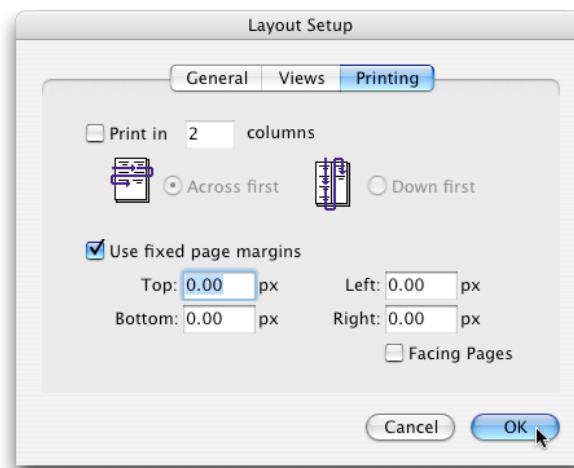 Layout Setup
General Views Printing
Print in 2 columns
Across first Down first
Use fixed page margins
Top: 0.00 px Left: 0.00 px
Bottom: 0.00 px Right: 0.00 px
Facing Pages
Cancel OK